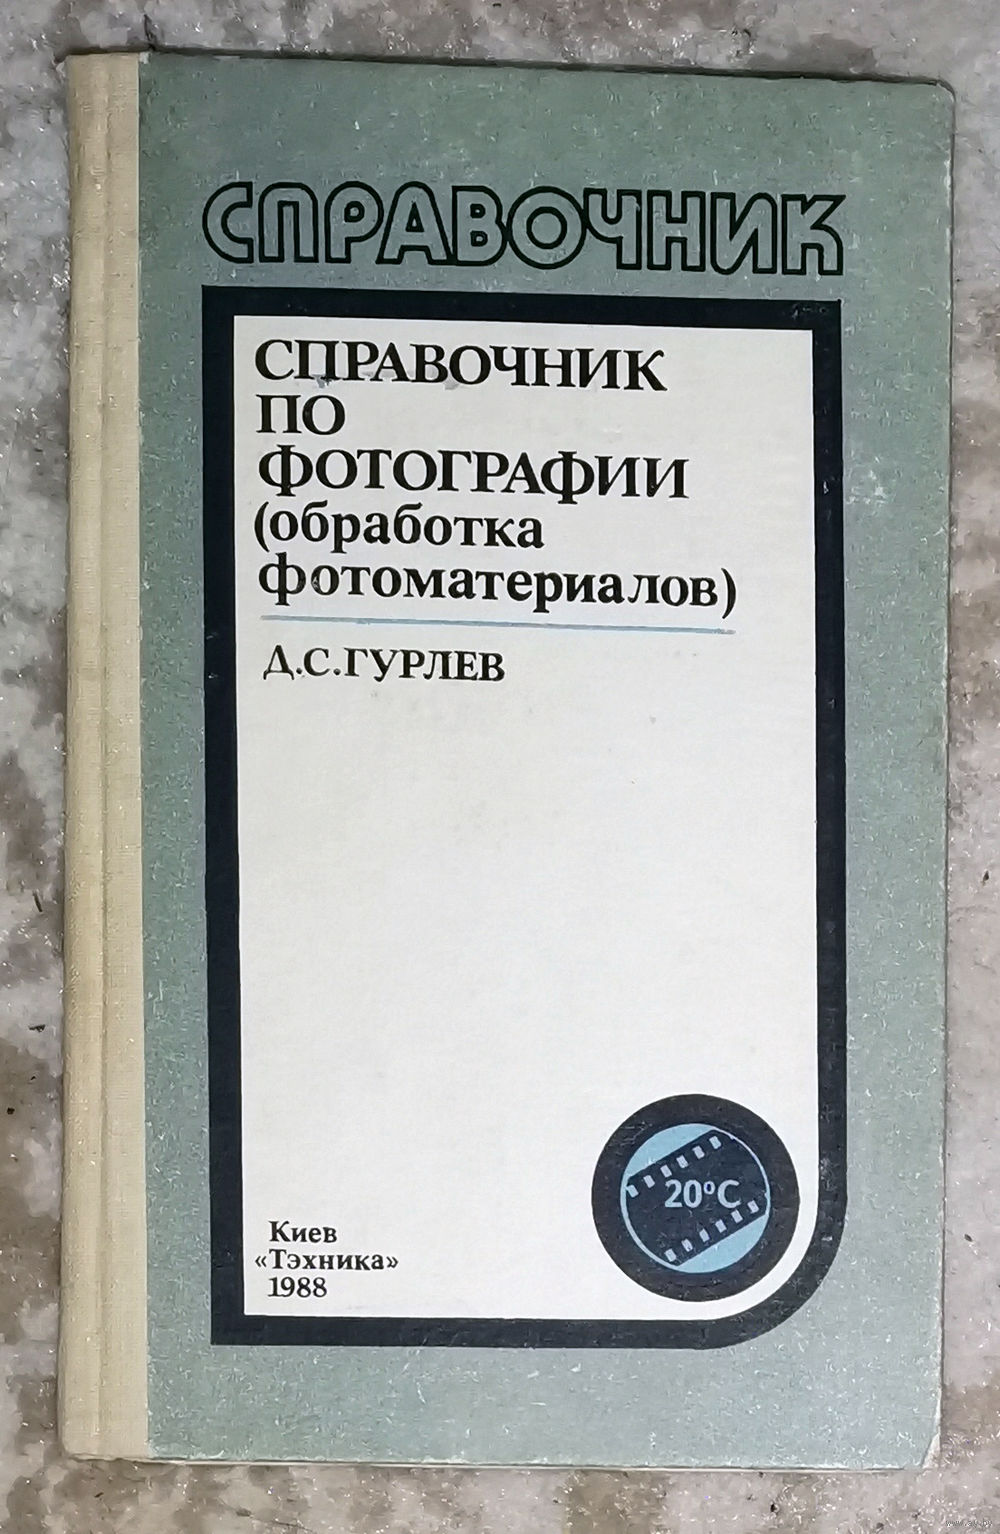 СПРАВОЧНИК
СПРАВОЧНИК
ПО
ФОТОГРАФИИ
(обработка
фотоматериалов)
Д.С.ГУРЛЕВ
20°C
Киев
«Тэхника»
1988